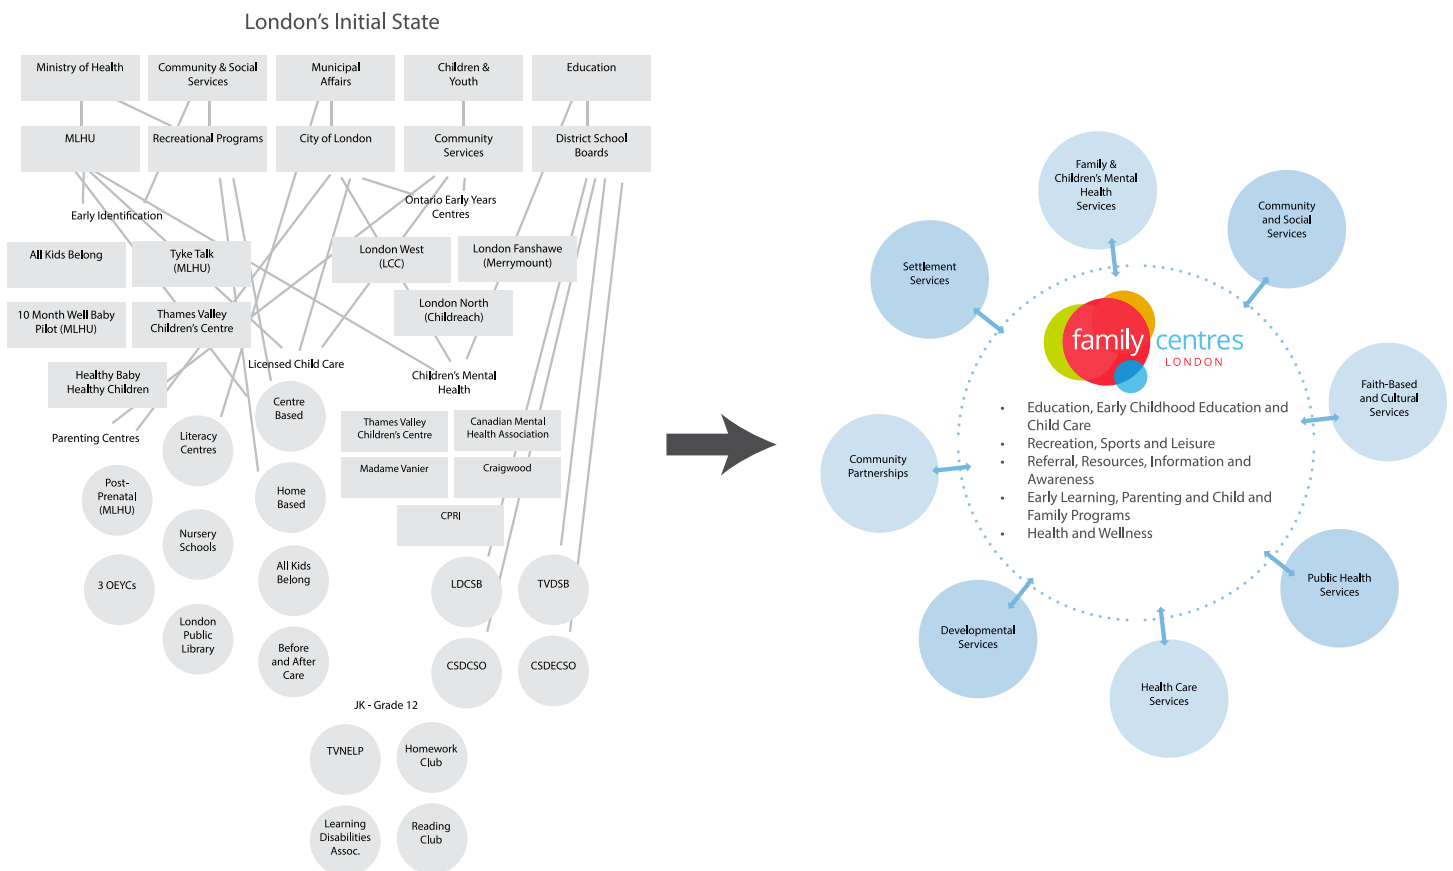 London's Initial State
Ministry of Health
Community & Social
Services
Municipal
Affairs
Children &
Youth
Education
MLHU
Recreational Programs
City of London
Community
Services
District School
Boards
Early Identification
Ontario Early Years
Centres
All Kids Belong
Tyke Talk
(MLHU)
London West
(LCC)
London Fanshawe
(Merrymount)
10 Month Well Baby
Pilot (MLHU)
Thames Valley
Children's Centre
London North
(Childreach)
Healthy Baby
Healthy Children
Licensed Child Care
Children's Mental
Health
Parenting Centres
Literacy
Centres
Centre
Based
Thames Valley
Children's Centre
Canadian Mental
Health Association
Madame Vanier
Craigwood
CPRI
Post-
Prenatal
(MLHU)
Home
Based
Nursery
Schools
3 OEYCs
All Kids
Belong
LDCSB
TVDSB
London
Public
Library
Before
and After
Care
CSDCSO
CSDECSO
JK - Grade 12
TVNELP
Homework
Club
Learning
Disabilities
Assoc.
Reading
Club
Family &
Children's Mental
Health
Services
Community
and Social
Services
Settlement
Services
family centres
LONDON
Faith-Based
and Cultural
Services
• Education, Early Childhood Education and
Child Care
• Recreation, Sports and Leisure
• Referral, Resources, Information and
Awareness
• Early Learning, Parenting and Child and
Family Programs
• Health and Wellness
Community
Partnerships
Public Health
Services
Developmental
Services
Health Care
Services